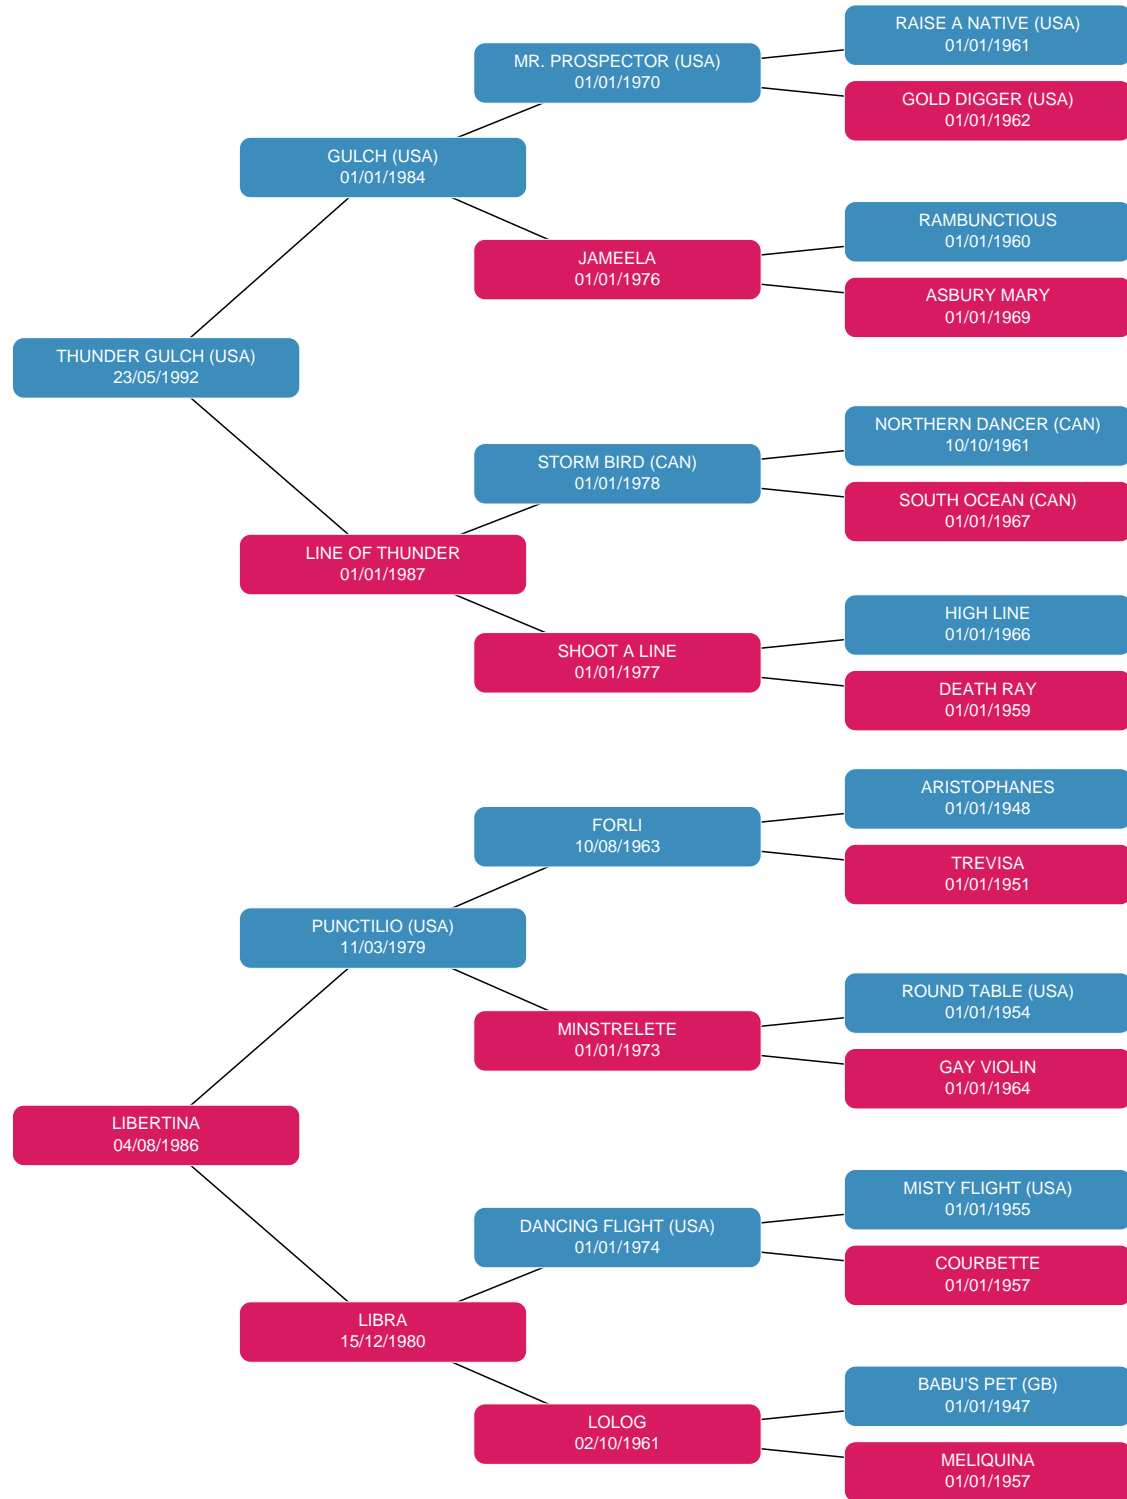 RAISE A NATIVE (USA)
01/01/1961
MR. PROSPECTOR (USA)
01/01/1970
GOLD DIGGER (USA)
01/01/1962
GULCH (USA)
01/01/1984
RAMBUNCTIOUS
01/01/1960
JAMEELA
01/01/1976
ASBURY MARY
01/01/1969
THUNDER GULCH (USA)
23/05/1992
NORTHERN DANCER (CAN)
10/10/1961
STORM BIRD (CAN)
01/01/1978
SOUTH OCEAN (CAN)
01/01/1967
LINE OF THUNDER
01/01/1987
HIGH LINE
01/01/1966
SHOOT A LINE
01/01/1977
DEATH RAY
01/01/1959
ARISTOPHANES
01/01/1948
FORLI
10/08/1963
TREVISA
01/01/1951
PUNCTILIO (USA)
11/03/1979
ROUND TABLE (USA)
01/01/1954
MINSTRELETE
01/01/1973
GAY VIOLIN
01/01/1964
LIBERTINA
04/08/1986
MISTY FLIGHT (USA)
01/01/1955
DANCING FLIGHT (USA)
01/01/1974
COURBETTE
01/01/1957
LIBRA
15/12/1980
BABU'S PET (GB)
01/01/1947
LOLOG
02/10/1961
MELIQUINA
01/01/1957